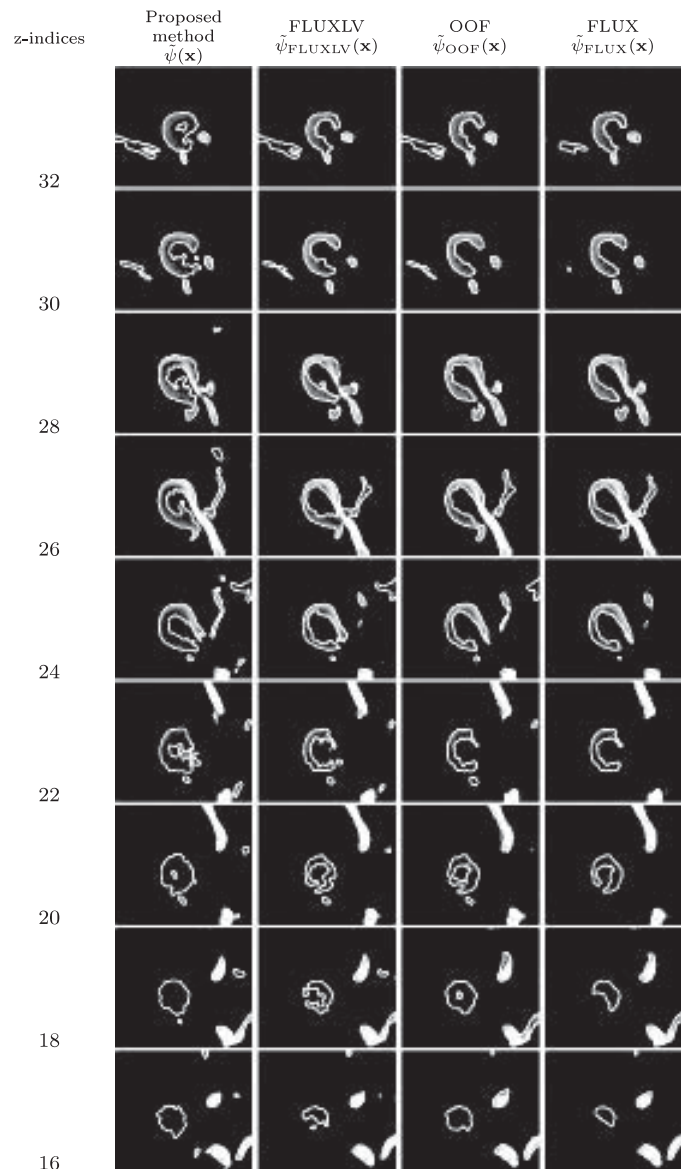 z-indices
Proposed
method
ψ̃(x)
FLUXLV
ψ̃FLUXLV(x)
OOF
ψ̃OOF(x)
FLUX
ψ̃FLUX(x)
32
30
28
26
24
22
20
18
16